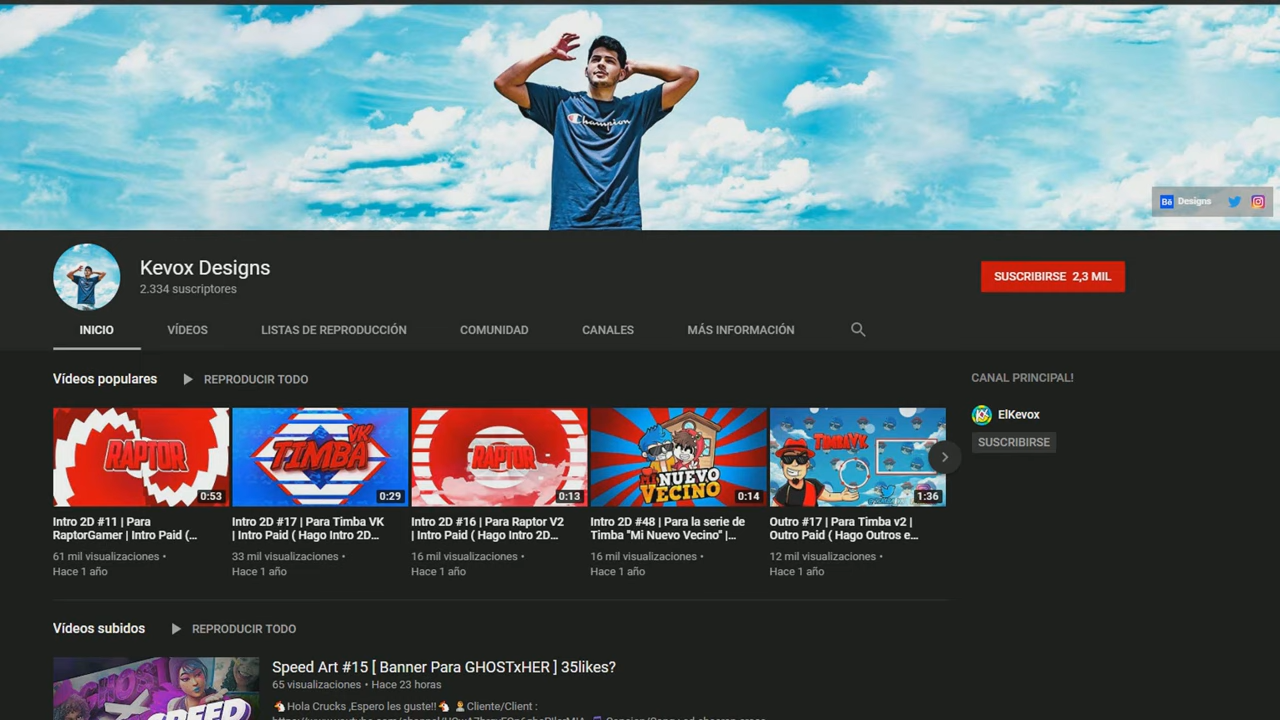 Champion
Bē Designs
Kevox Designs
2.334 suscriptores
SUSCRIBIRSE 2,3 MIL
INICIO VÍDEOS LISTAS DE REPRODUCCIÓN COMUNIDAD CANALES MÁS INFORMACIÓN
Vídeos populares REPRODUCIR TODO
CANAL PRINCIPAL!
ElKevox
SUSCRIBIRSE
RAPTOR
0:53
TIMBA VK
0:29
RAPTOR
0:13
MI NUEVO
VECINO
0:14
TIMBAVK
1:36
Intro 2D #11 | Para
RaptorGamer | Intro Paid (...
61 mil visualizaciones •
Hace 1 año
Intro 2D #17 | Para Timba VK
| Intro Paid ( Hago Intro 2D...
33 mil visualizaciones •
Hace 1 año
Intro 2D #16 | Para Raptor V2
| Intro Paid ( Hago Intro 2D...
16 mil visualizaciones •
Hace 1 año
Intro 2D #48 | Para la serie de
Timba "Mi Nuevo Vecino" |...
16 mil visualizaciones •
Hace 1 año
Outro #17 | Para Timba v2 |
Outro Paid ( Hago Outros e...
12 mil visualizaciones •
Hace 1 año
Vídeos subidos REPRODUCIR TODO
GHOST
SPEED
Speed Art #15 [ Banner Para GHOSTxHER ] 35likes?
65 visualizaciones • Hace 23 horas
Hola Crucks ,Espero les guste!! Cliente/Client :